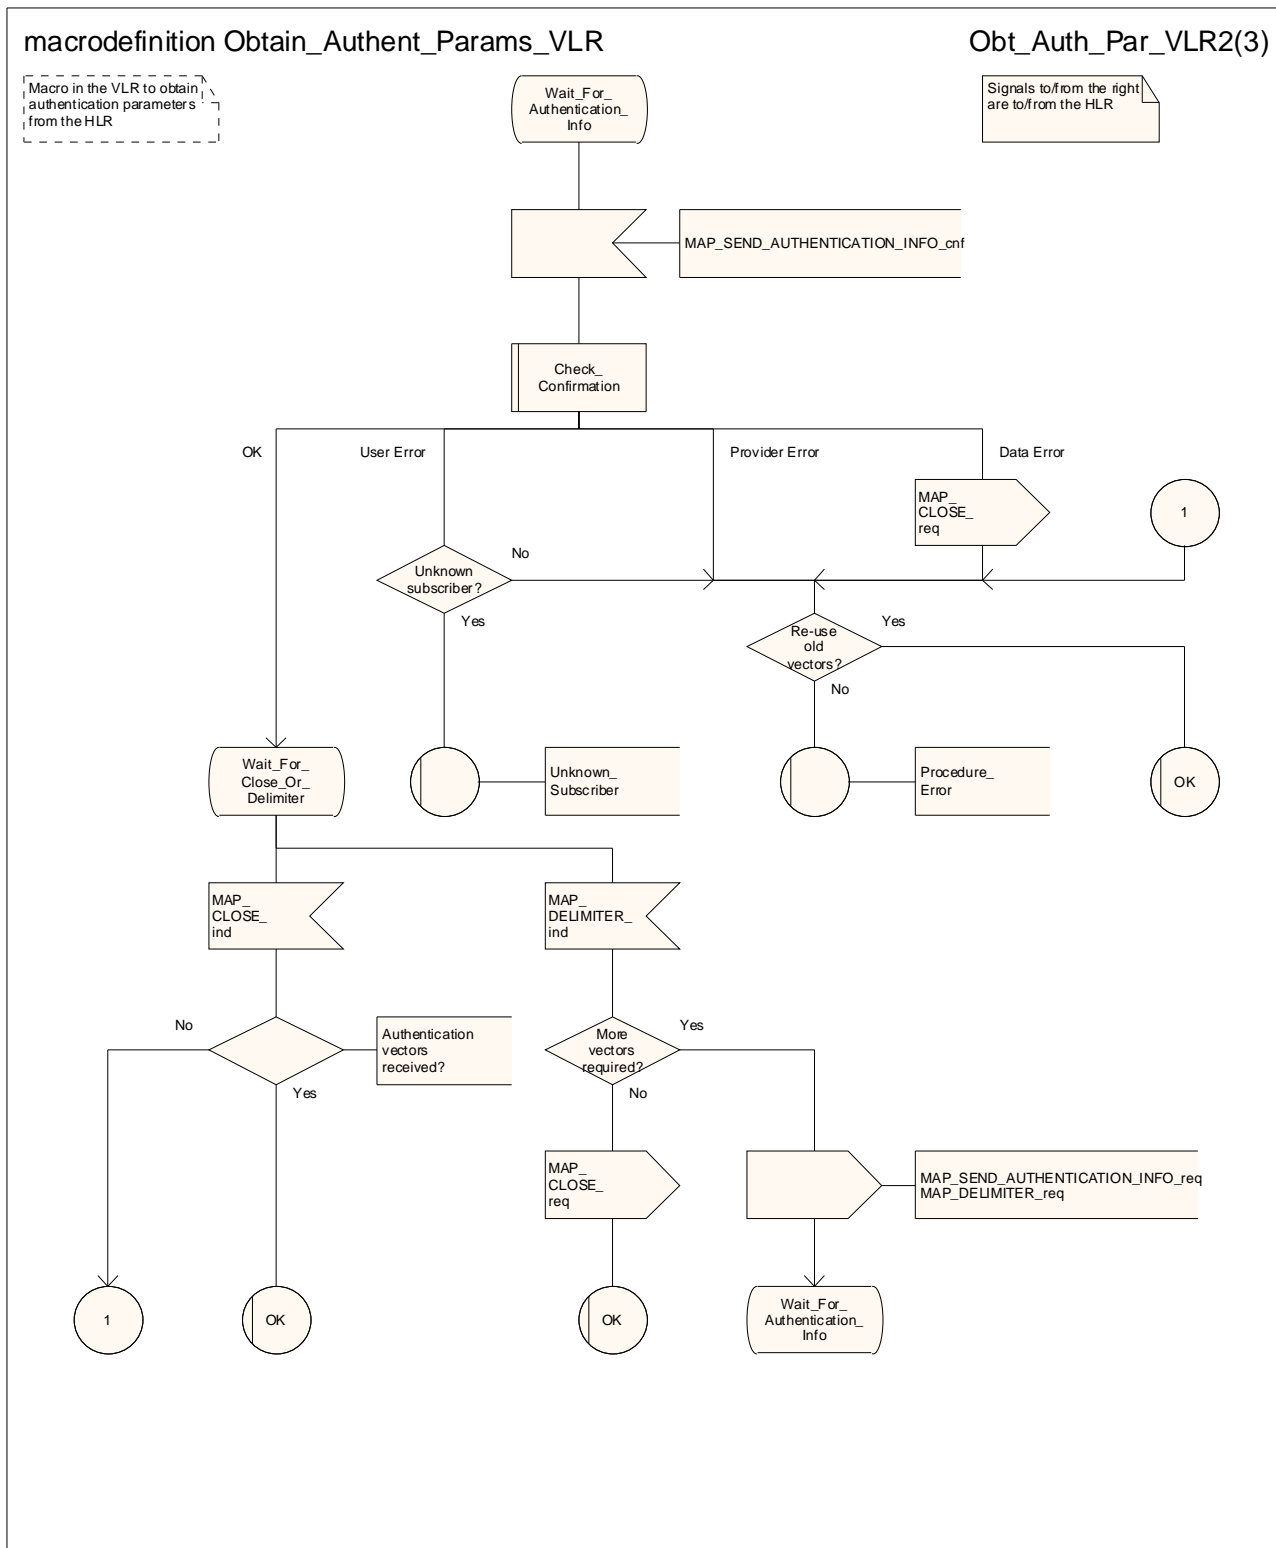 macrodefinition Obtain_Authent_Params_VLR
Obt_Auth_Par_VLR2(3)
Macro in the VLR to obtain
authentication parameters
from the HLR
Wait_For_
Authentication_
Info
Signals to/from the right
are to/from the HLR
MAP_SEND_AUTHENTICATION_INFO_cnf
Check_
Confirmation
OK
User Error
Provider Error
Data Error
MAP_
CLOSE_
req
1
Unknown
subscriber?
No
Yes
Re-use
old
vectors?
Yes
No
Wait_For_
Close_Or_
Delimiter
Unknown_
Subscriber
Procedure_
Error
OK
MAP_
CLOSE_
ind
MAP_
DELIMITER_
ind
No
Authentication
vectors
received?
Yes
More
vectors
required?
Yes
No
MAP_
CLOSE_
req
MAP_SEND_AUTHENTICATION_INFO_req
MAP_DELIMITER_req
1
OK
OK
Wait_For_
Authentication_
Info